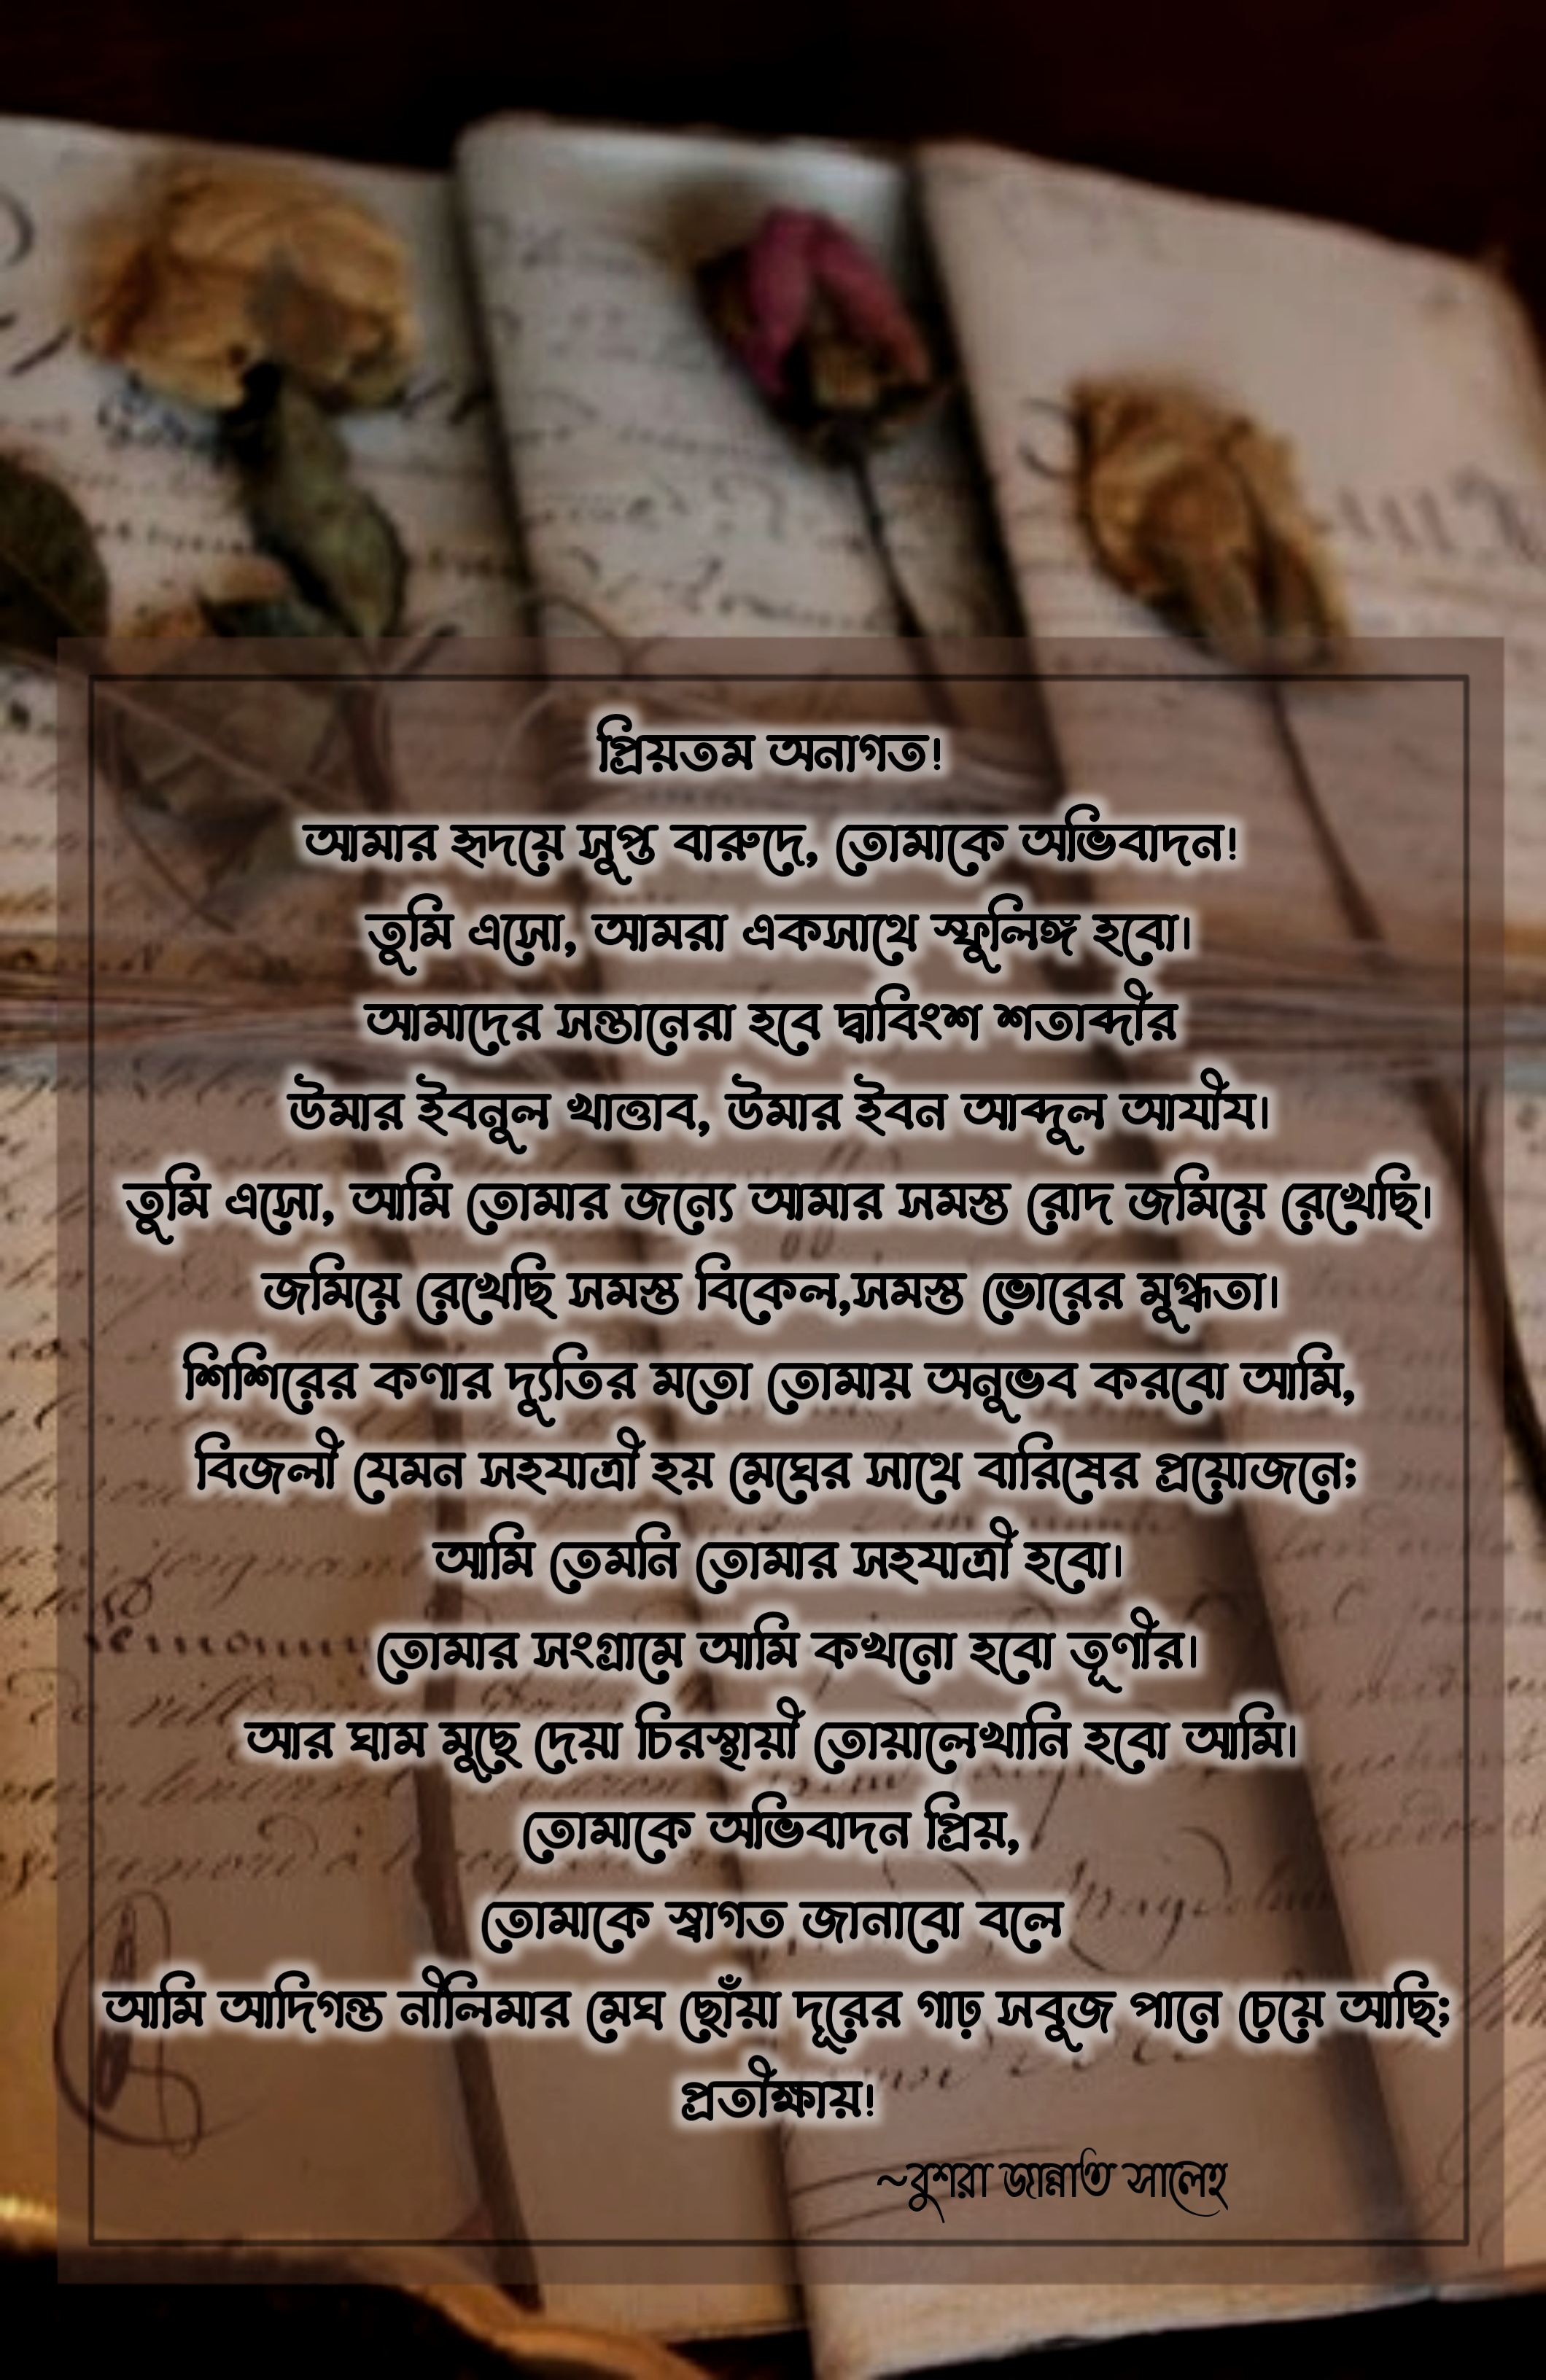 প্রিয়তম অনাগত!
আমার হৃদয়ে সুপ্ত বারুদে, তোমাকে অভিবাদন!
তুমি এসো, আমরা একসাথে স্ফুলিঙ্গ হবো।
আমাদের সন্তানেরা হবে দ্বাবিংশ শতাব্দীর
উমার ইবনুল খাত্তাব, উমার ইবন আব্দুল আযীয।
তুমি এসো, আমি তোমার জন্যে আমার সমস্ত রোদ জমিয়ে রেখেছি।
জমিয়ে রেখেছি সমস্ত বিকেল,সমস্ত ভোরের মুগ্ধতা।
শিশিরের কণার দ্যুতির মতো তোমায় অনুভব করবো আমি,
বিজলী যেমন সহযাত্রী হয় মেঘের সাথে বারিষের প্রয়োজনে;
আমি তেমনি তোমার সহযাত্রী হবো।
তোমার সংগ্রামে আমি কখনো হবো তূণীর।
আর ঘাম মুছে দেয়া চিরস্থায়ী তোয়ালেখানি হবো আমি।
তোমাকে অভিবাদন প্রিয়,
তোমাকে স্বাগত জানাবো বলে
আমি আদিগন্ত নীলিমার মেঘ ছোঁয়া দূরের গাঢ় সবুজ পানে চেয়ে আছি;
প্রতীক্ষায়!
~বুশরা জান্নাত সালেহ